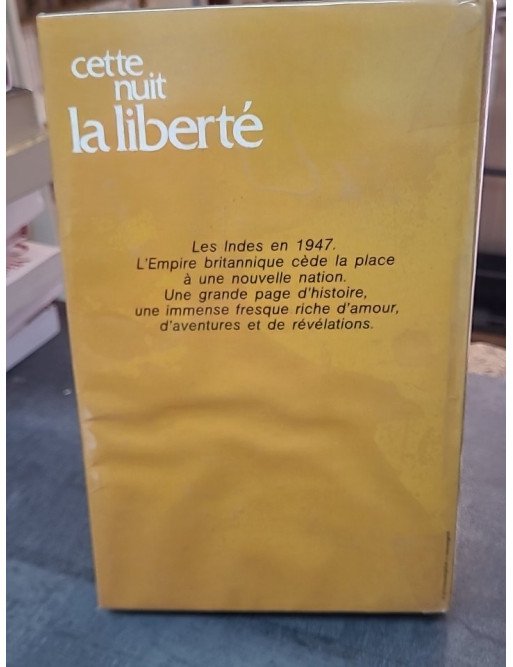 cette
nuit
la liberté
Les Indes en 1947.
L'Empire britannique cède la place
à une nouvelle nation.
Une grande page d'histoire,
une immense fresque riche d'amour,
d'aventures et de révélations.